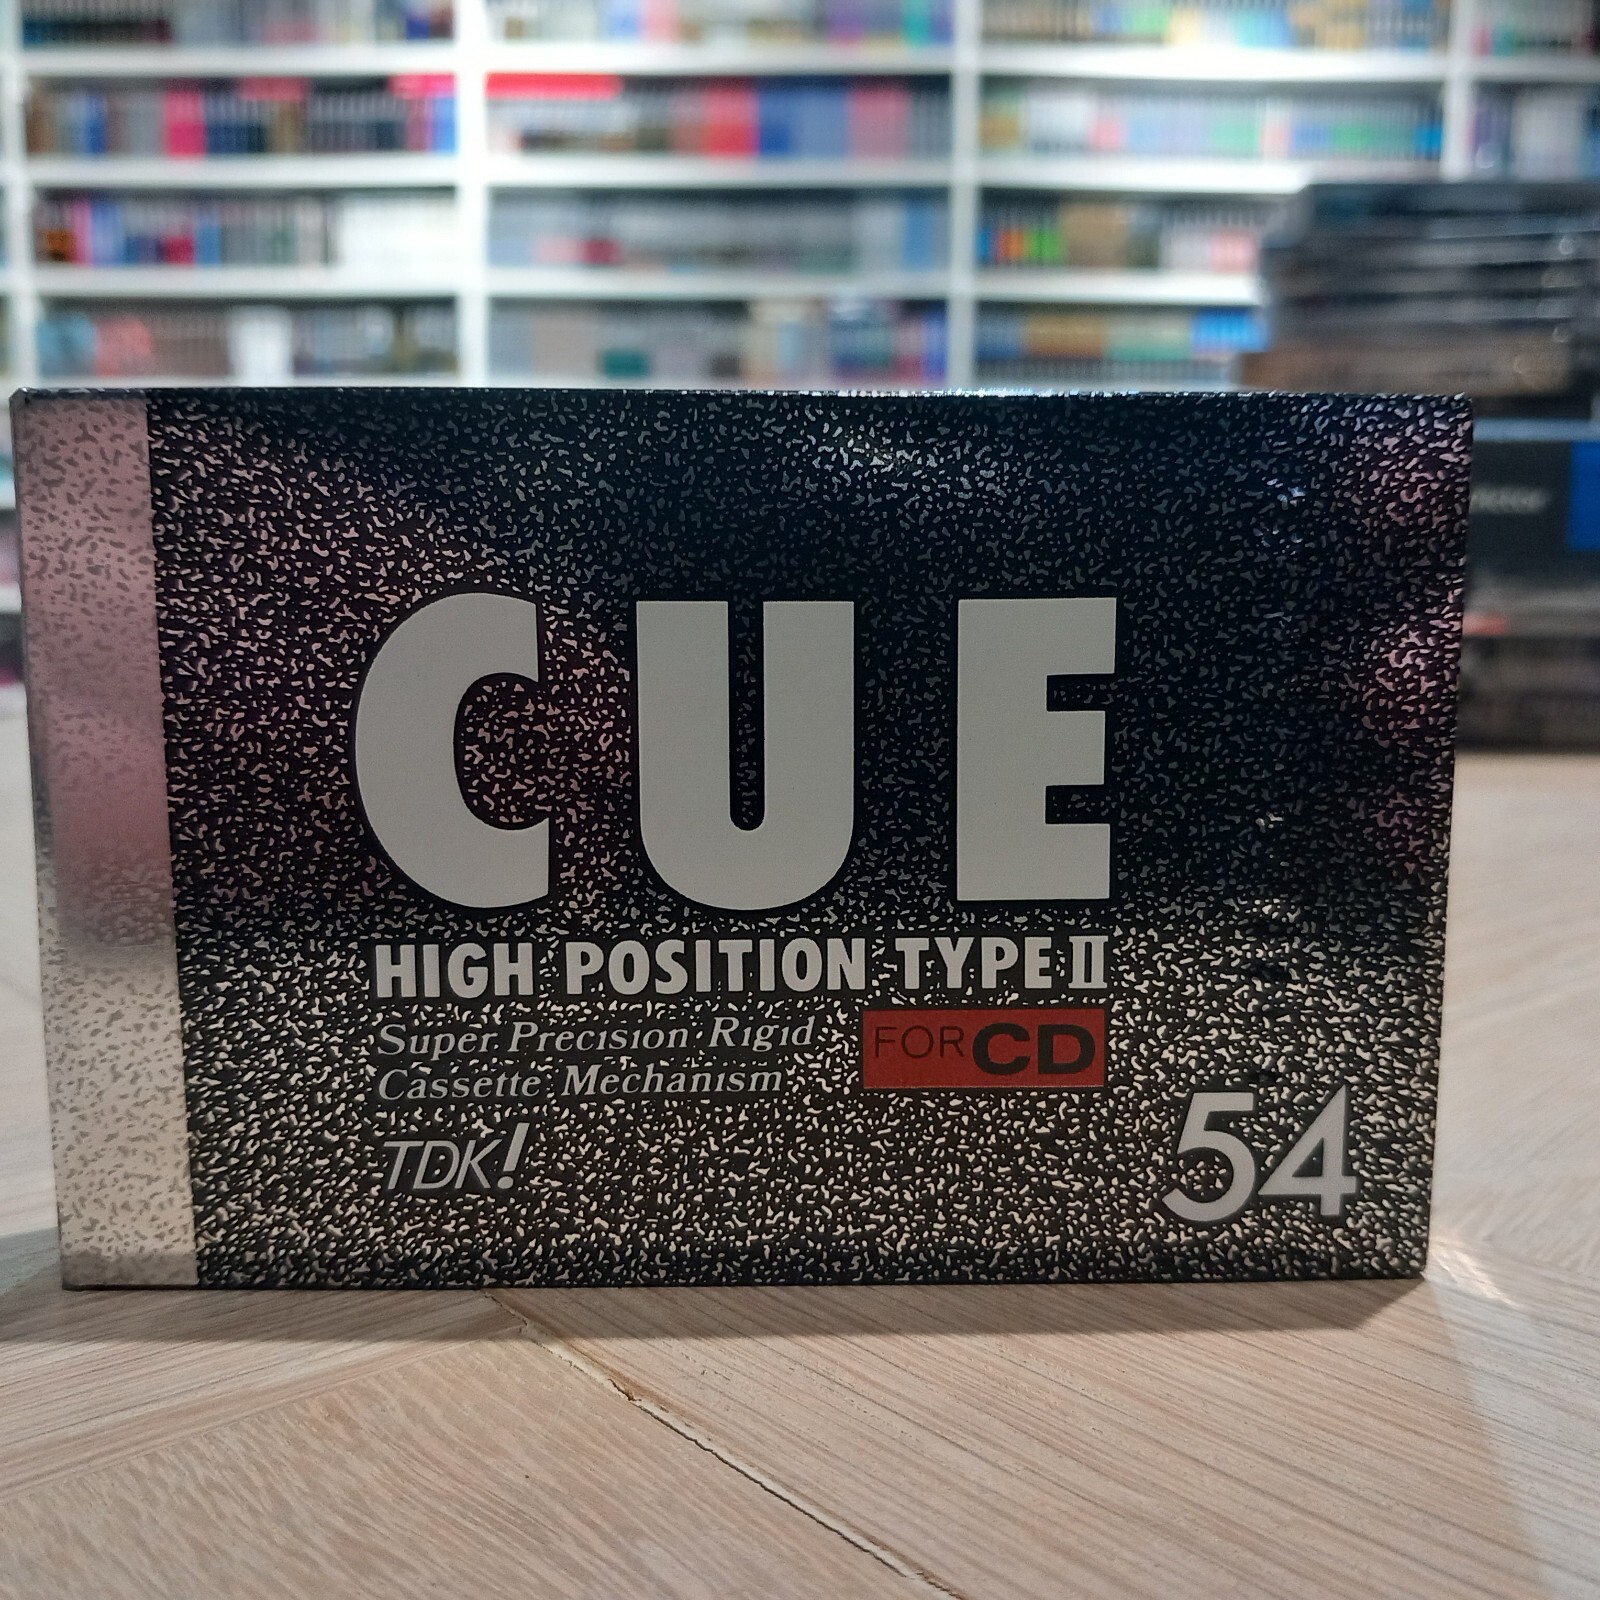 CUE
HIGH POSITION TYPE II
Super Precision Rigid
Cassette Mechanism
FOR CD
TDK!
54